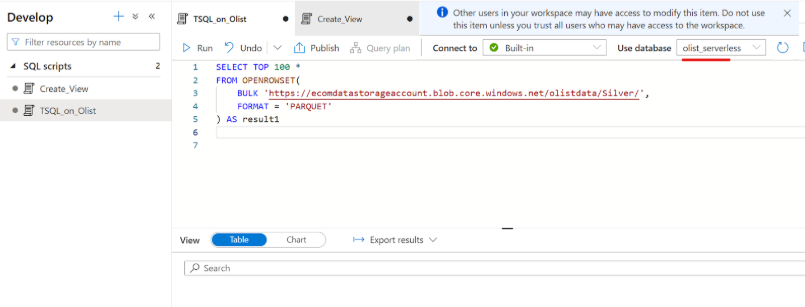 Develop
Filter resources by name
SQL scripts 2
Create_View
TSQL_on_Olist
TSQL_on_Olist
Create_View
Other users in your workspace may have access to modify this item. Do not use
this item unless you trust all users who may have access to the workspace.
Run Undo Publish Query plan Connect to Built-in Use database olist_serverless
1 SELECT TOP 100 *
2 FROM OPENROWSET(
3 BULK 'https://ecomdatastorageaccount.blob.core.windows.net/olistdata/Silver/',
4 FORMAT = 'PARQUET'
5 ) AS result1
6
7
View Table Chart Export results
Search